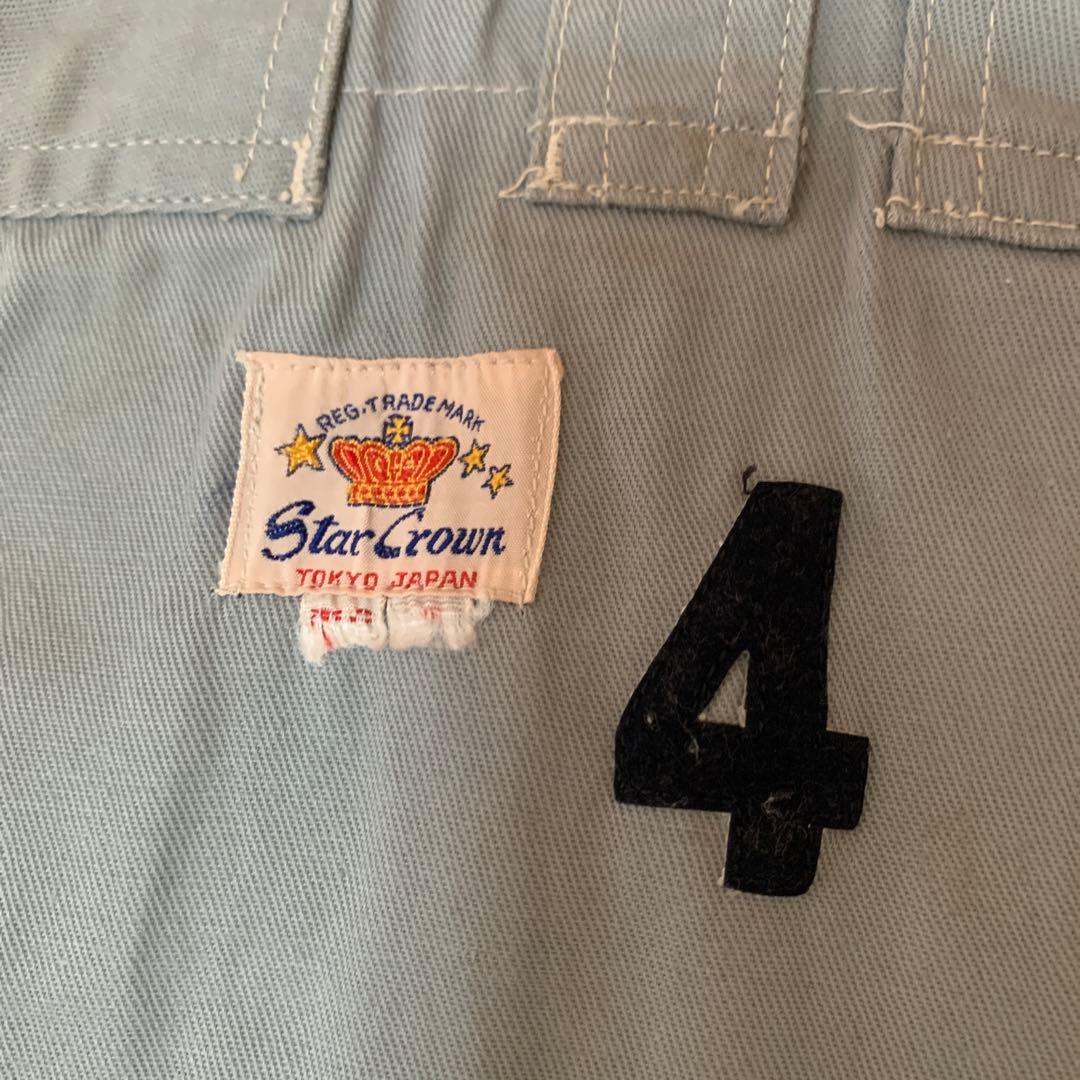 REG. TRADE MARK
Star Crown
TOKYO JAPAN
4